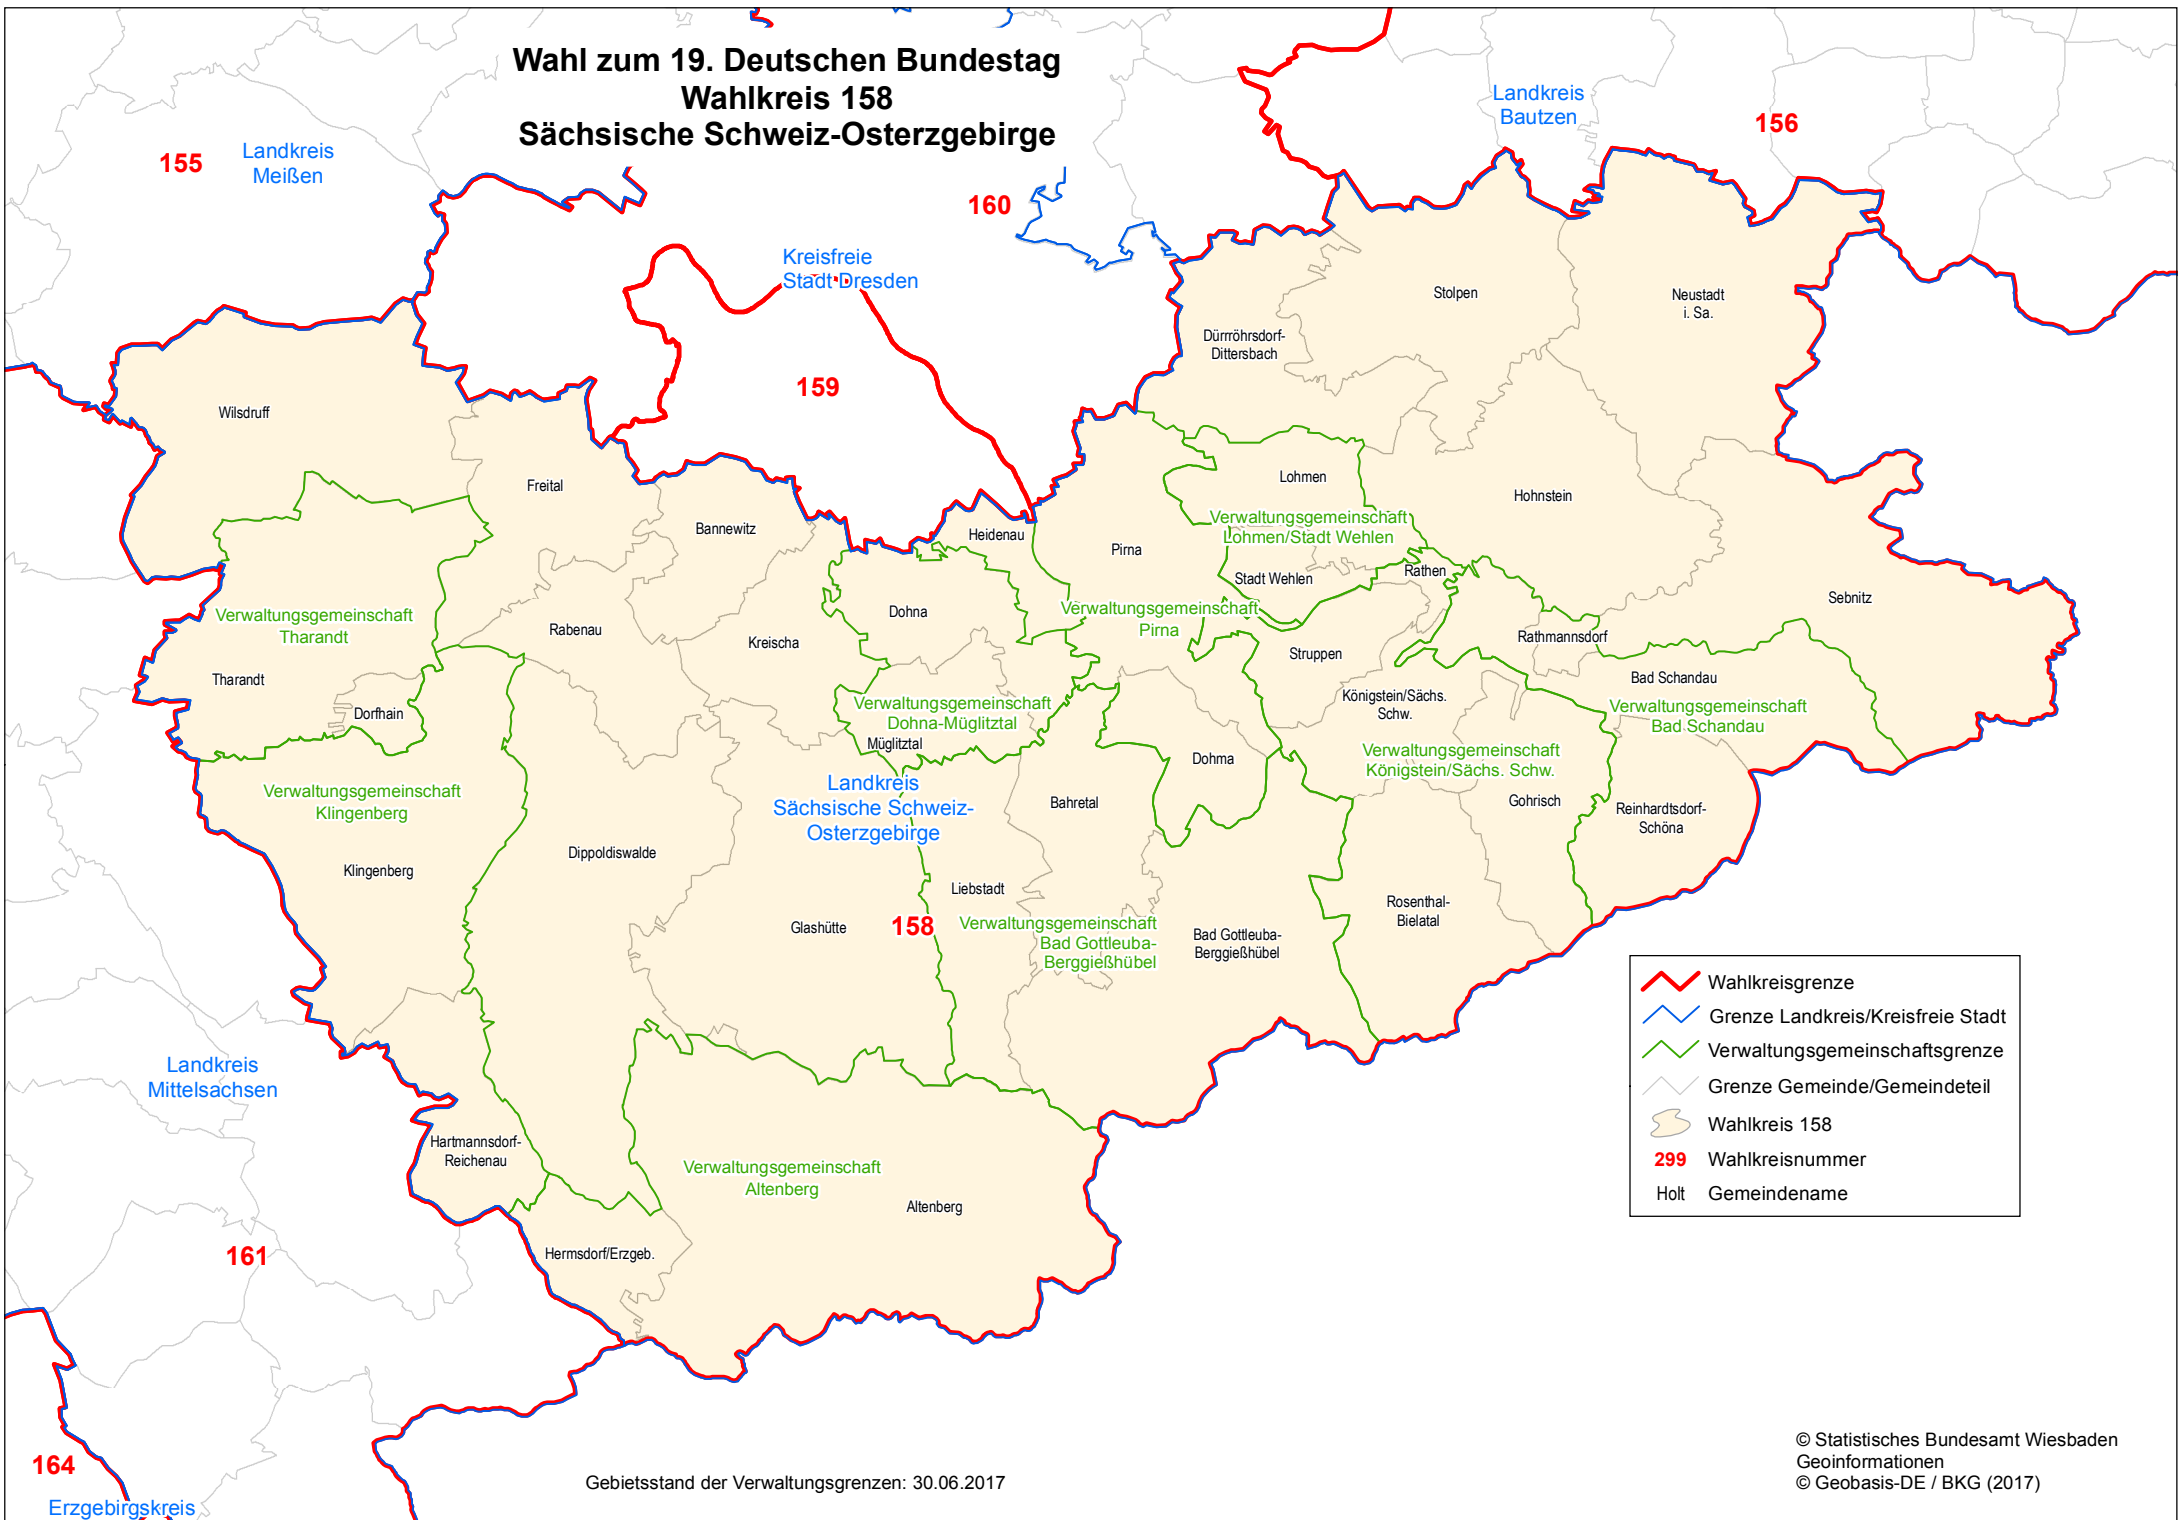 Wahl zum 19. Deutschen Bundestag
Wahlkreis 158
Sächsische Schweiz-Osterzgebirge
155
Landkreis
Meißen
160
Landkreis
Bautzen
156
Kreisfreie
Stadt Dresden
159
Stolpen
Neustadt
i. Sa.
Dürrröhrsdorf-
Dittersbach
Wilsdruff
Freital
Bannewitz
Heidenau
Pirna
Lohmen
Hohnstein
Verwaltungsgemeinschaft
Lohmen/Stadt Wehlen
Stadt Wehlen
Rathen
Sebnitz
Verwaltungsgemeinschaft
Tharandt
Rabenau
Kreischa
Dohna
Verwaltungsgemeinschaft
Pirna
Struppen
Rathmannsdorf
Tharandt
Dorfhain
Verwaltungsgemeinschaft
Dohna-Müglitztal
Müglitztal
Königstein/Sächs.
Schw.
Bad Schandau
Verwaltungsgemeinschaft
Bad Schandau
Verwaltungsgemeinschaft
Klingenberg
Landkreis
Sächsische Schweiz-
Osterzgebirge
Bahretal
Dohma
Verwaltungsgemeinschaft
Königstein/Sächs. Schw.
Gohrisch
Reinhardtsdorf-
Schöna
Klingenberg
Dippoldiswalde
Glashütte
158
Liebstadt
Verwaltungsgemeinschaft
Bad Gottleuba-
Berggießhübel
Bad Gottleuba-
Berggießhübel
Rosenthal-
Bielatal
Landkreis
Mittelsachsen
Hartmannsdorf-
Reichenau
Verwaltungsgemeinschaft
Altenberg
Altenberg
Hermsdorf/Erzgeb.
161
164
Erzgebirgskreis
Wahlkreisgrenze
Grenze Landkreis/Kreisfreie Stadt
Verwaltungsgemeinschaftsgrenze
Grenze Gemeinde/Gemeindeteil
Wahlkreis 158
299 Wahlkreisnummer
Holt Gemeindename
Gebietsstand der Verwaltungsgrenzen: 30.06.2017
© Statistisches Bundesamt Wiesbaden
Geoinformationen
© Geobasis-DE / BKG (2017)